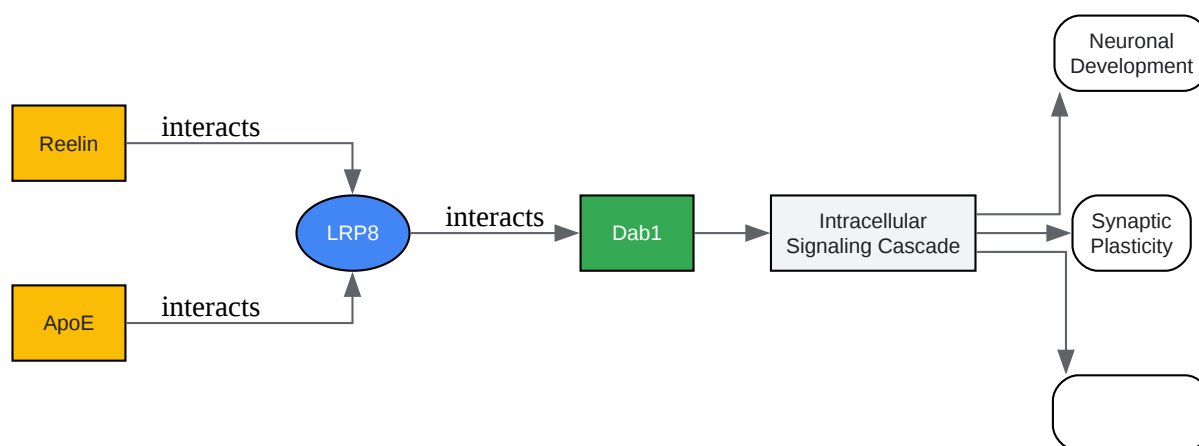 Neuronal
Development
Reelin
interacts
LRP8
interacts
Dab1
Intracellular
Signaling Cascade
Synaptic
Plasticity
ApoE
interacts